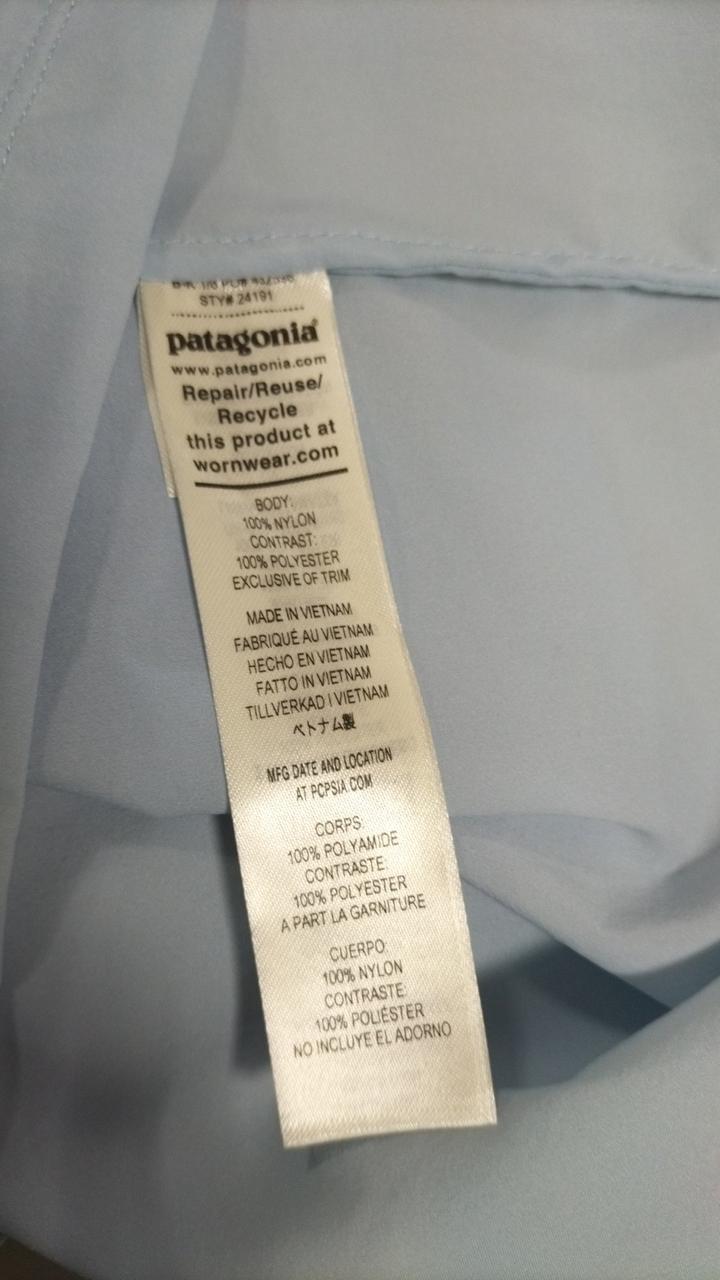 STY# 24191
patagonia®
www.patagonia.com
Repair/Reuse/
Recycle
this product at
wornwear.com
BODY:
100% NYLON
CONTRAST:
100% POLYESTER
EXCLUSIVE OF TRIM
MADE IN VIETNAM
FABRIQUÉ AU VIETNAM
HECHO EN VIETNAM
FATTO IN VIETNAM
TILLVERKAD I VIETNAM
ベトナム製
MFG DATE AND LOCATION
AT PCPSIA.COM
CORPS:
100% POLYAMIDE
CONTRASTE:
100% POLYESTER
A PART LA GARNITURE
CUERPO:
100% NYLON
CONTRASTE:
100% POLIÉSTER
NO INCLUYE EL ADORNO